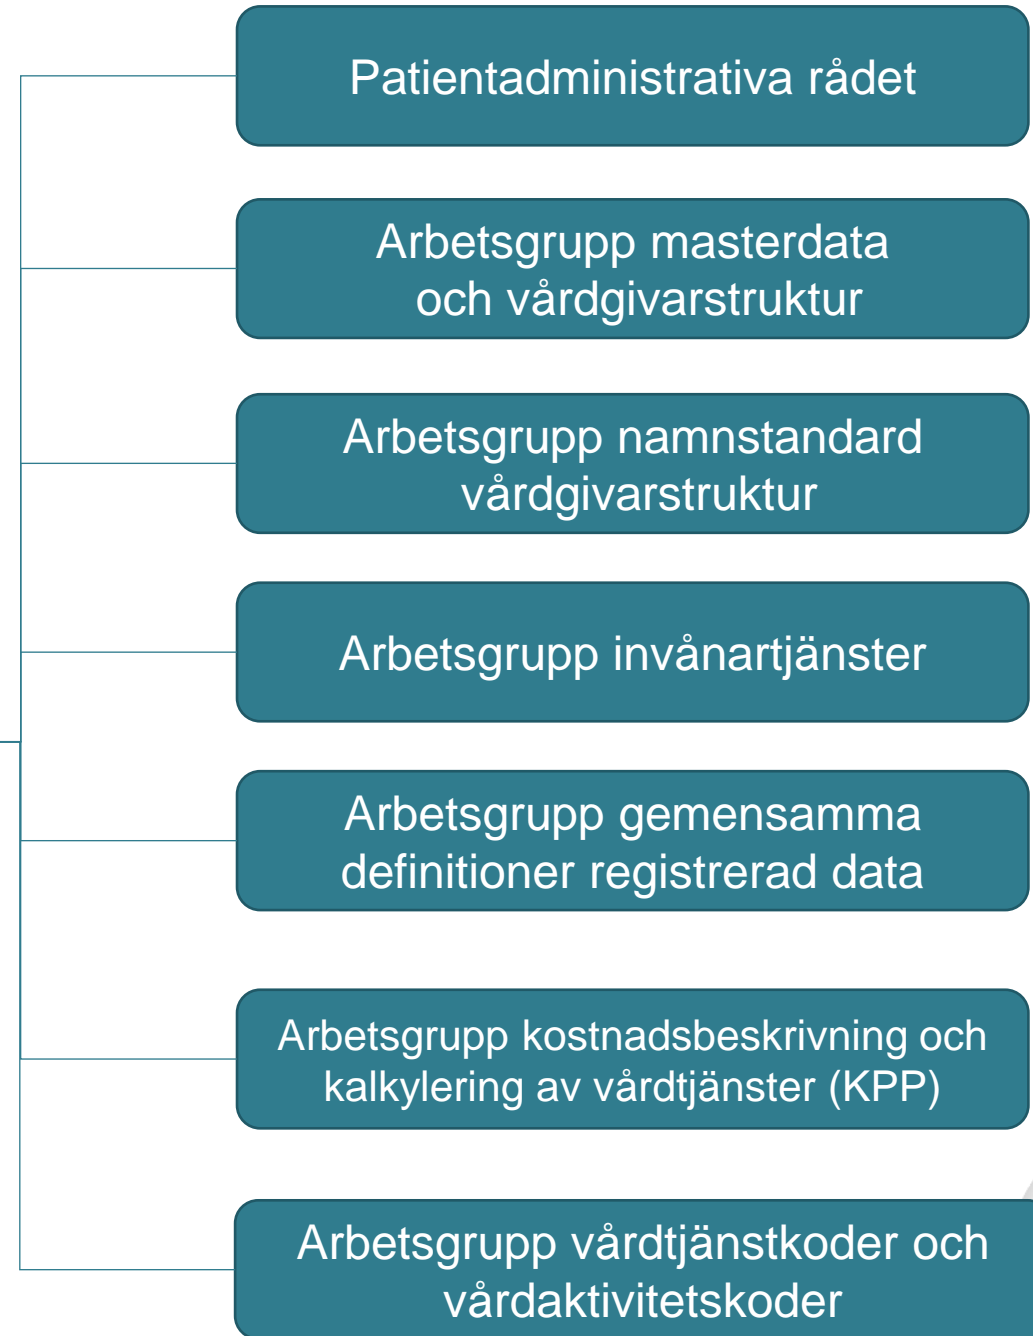 Patientadministrativa rådet
Arbetsgrupp masterdata
och vårdgivarstruktur
Arbetsgrupp namnstandard
vårdgivarstruktur
Arbetsgrupp invånartjänster
Arbetsgrupp gemensamma
definitioner registrerad data
Arbetsgrupp kostnadsbeskrivning och
kalkylering av vårdtjänster (KPP)
Arbetsgrupp vårdtjänstkoder och
vårdaktivitetskoder